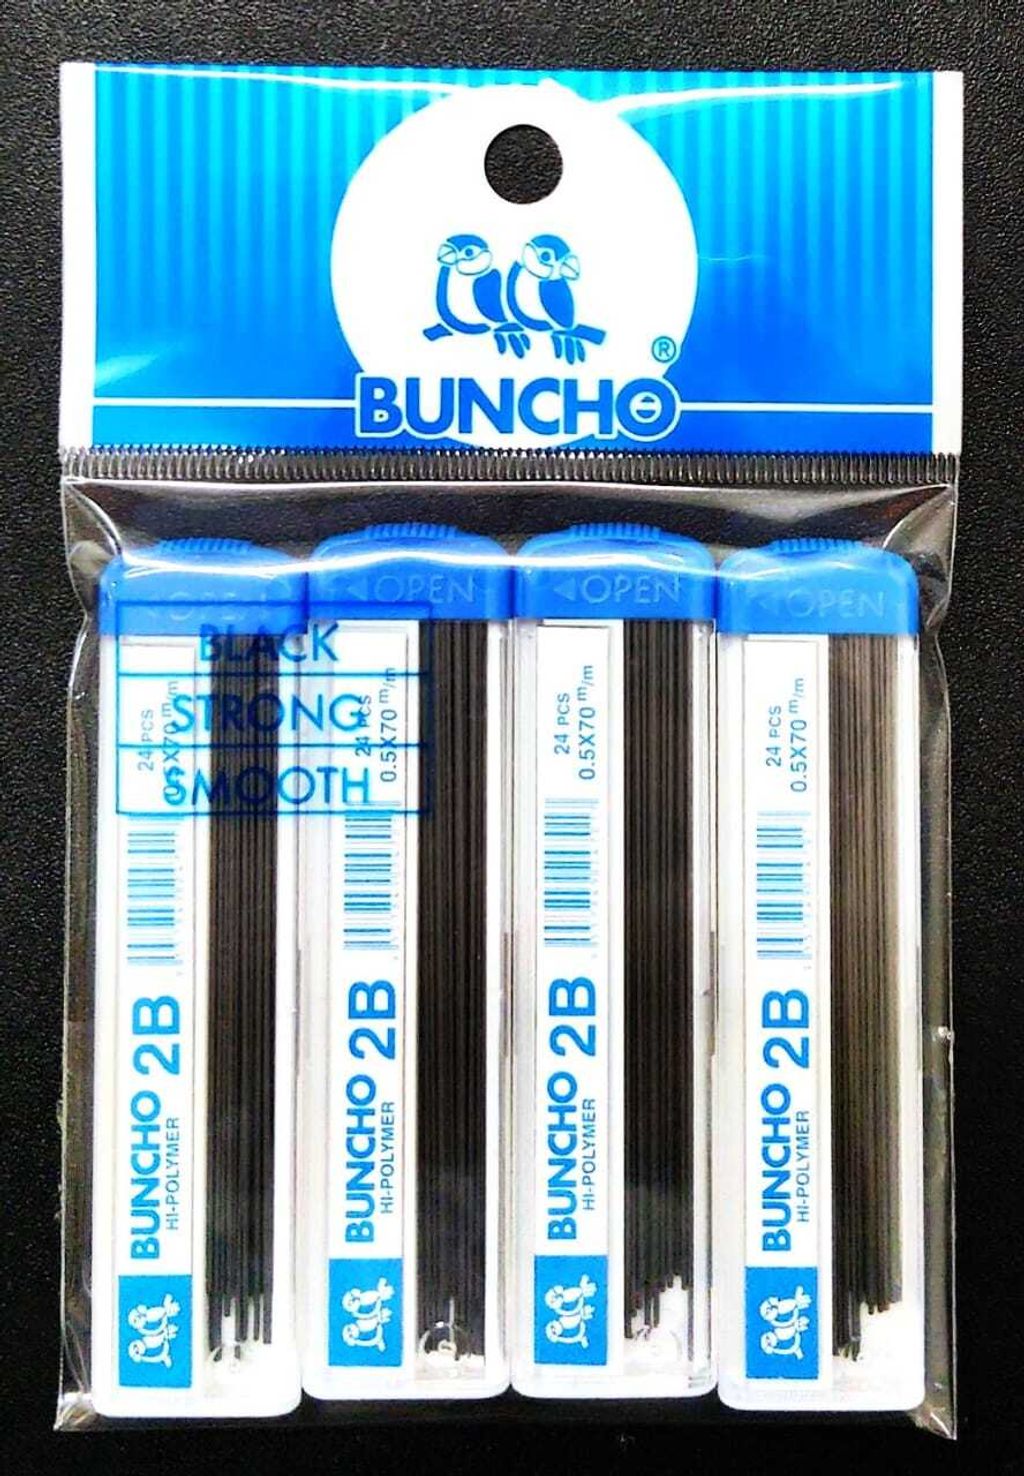 ®
BUNCHO
OPEN
OPEN
OPEN
OPEN
BLACK
STRONG
SMOOTH
BUNCHO 2B
HI-POLYMER
24 PCS
0.5X70 m/m
BUNCHO 2B
HI-POLYMER
24 PCS
0.5X70 m/m
BUNCHO 2B
HI-POLYMER
24 PCS
0.5X70 m/m
BUNCHO 2B
HI-POLYMER
24 PCS
0.5X70 m/m